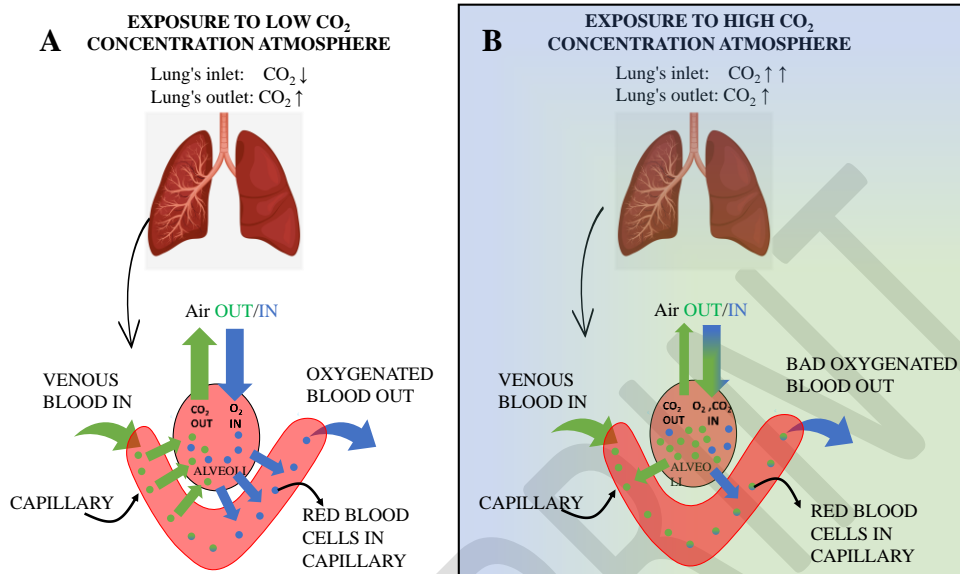 A
EXPOSURE TO LOW CO₂
CONCENTRATION ATMOSPHERE
Lung's inlet: CO₂ ↓
Lung's outlet: CO₂ ↑
Air OUT/IN
VENOUS
BLOOD IN
OXYGENATED
BLOOD OUT
CO₂
OUT
O₂
IN
ALVEOLI
CAPILLARY
RED BLOOD
CELLS IN
CAPILLARY
B
EXPOSURE TO HIGH CO₂
CONCENTRATION ATMOSPHERE
Lung's inlet: CO₂ ↑ ↑
Lung's outlet: CO₂ ↑
Air OUT/IN
VENOUS
BLOOD IN
BAD OXYGENATED
BLOOD OUT
CO₂
OUT
O₂ ,CO₂
IN
ALVEO
LI
CAPILLARY
RED BLOOD
CELLS IN
CAPILLARY